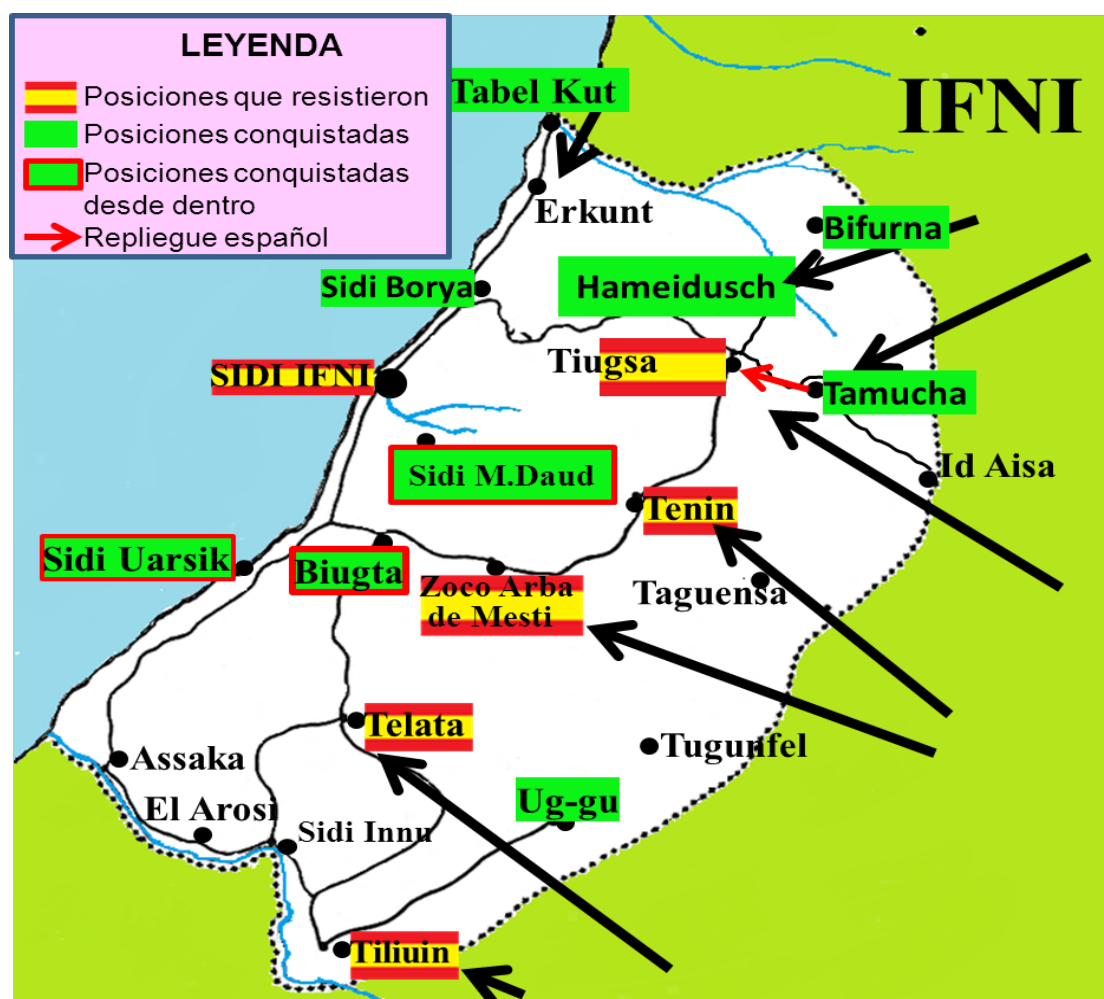 LEYENDA
Posiciones que resistieron
Posiciones conquistadas
Posiciones conquistadas
desde dentro
Repliegue español
IFNI
Tabel Kut
Erkunt
Bifurna
Hameidusch
Sidi Borya
Tiugsa
SIDI IFNI
Tamucha
Sidi M.Daud
Id Aisa
Tenin
Sidi Uarsik
Biugta
Zoco Arba
de Mesti
Taguensa
Telata
Tugunfel
Assaka
Ug-gu
El Arosi
Sidi Innu
Tiliuin